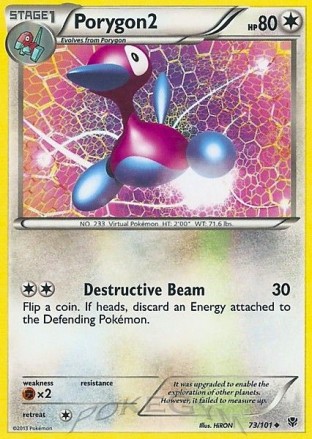 STAGE1 Porygon2 HP80
Evolves from Porygon
NO. 233 Virtual Pokémon HT: 2'00" WT: 71.6 lbs.
Destructive Beam 30
Flip a coin. If heads, discard an Energy attached to
the Defending Pokémon.
weakness resistance
×2
retreat
It was upgraded to enable the
exploration of other planets.
However, it failed to measure up.
©2013 Pokémon Illus. HiRON 73/101